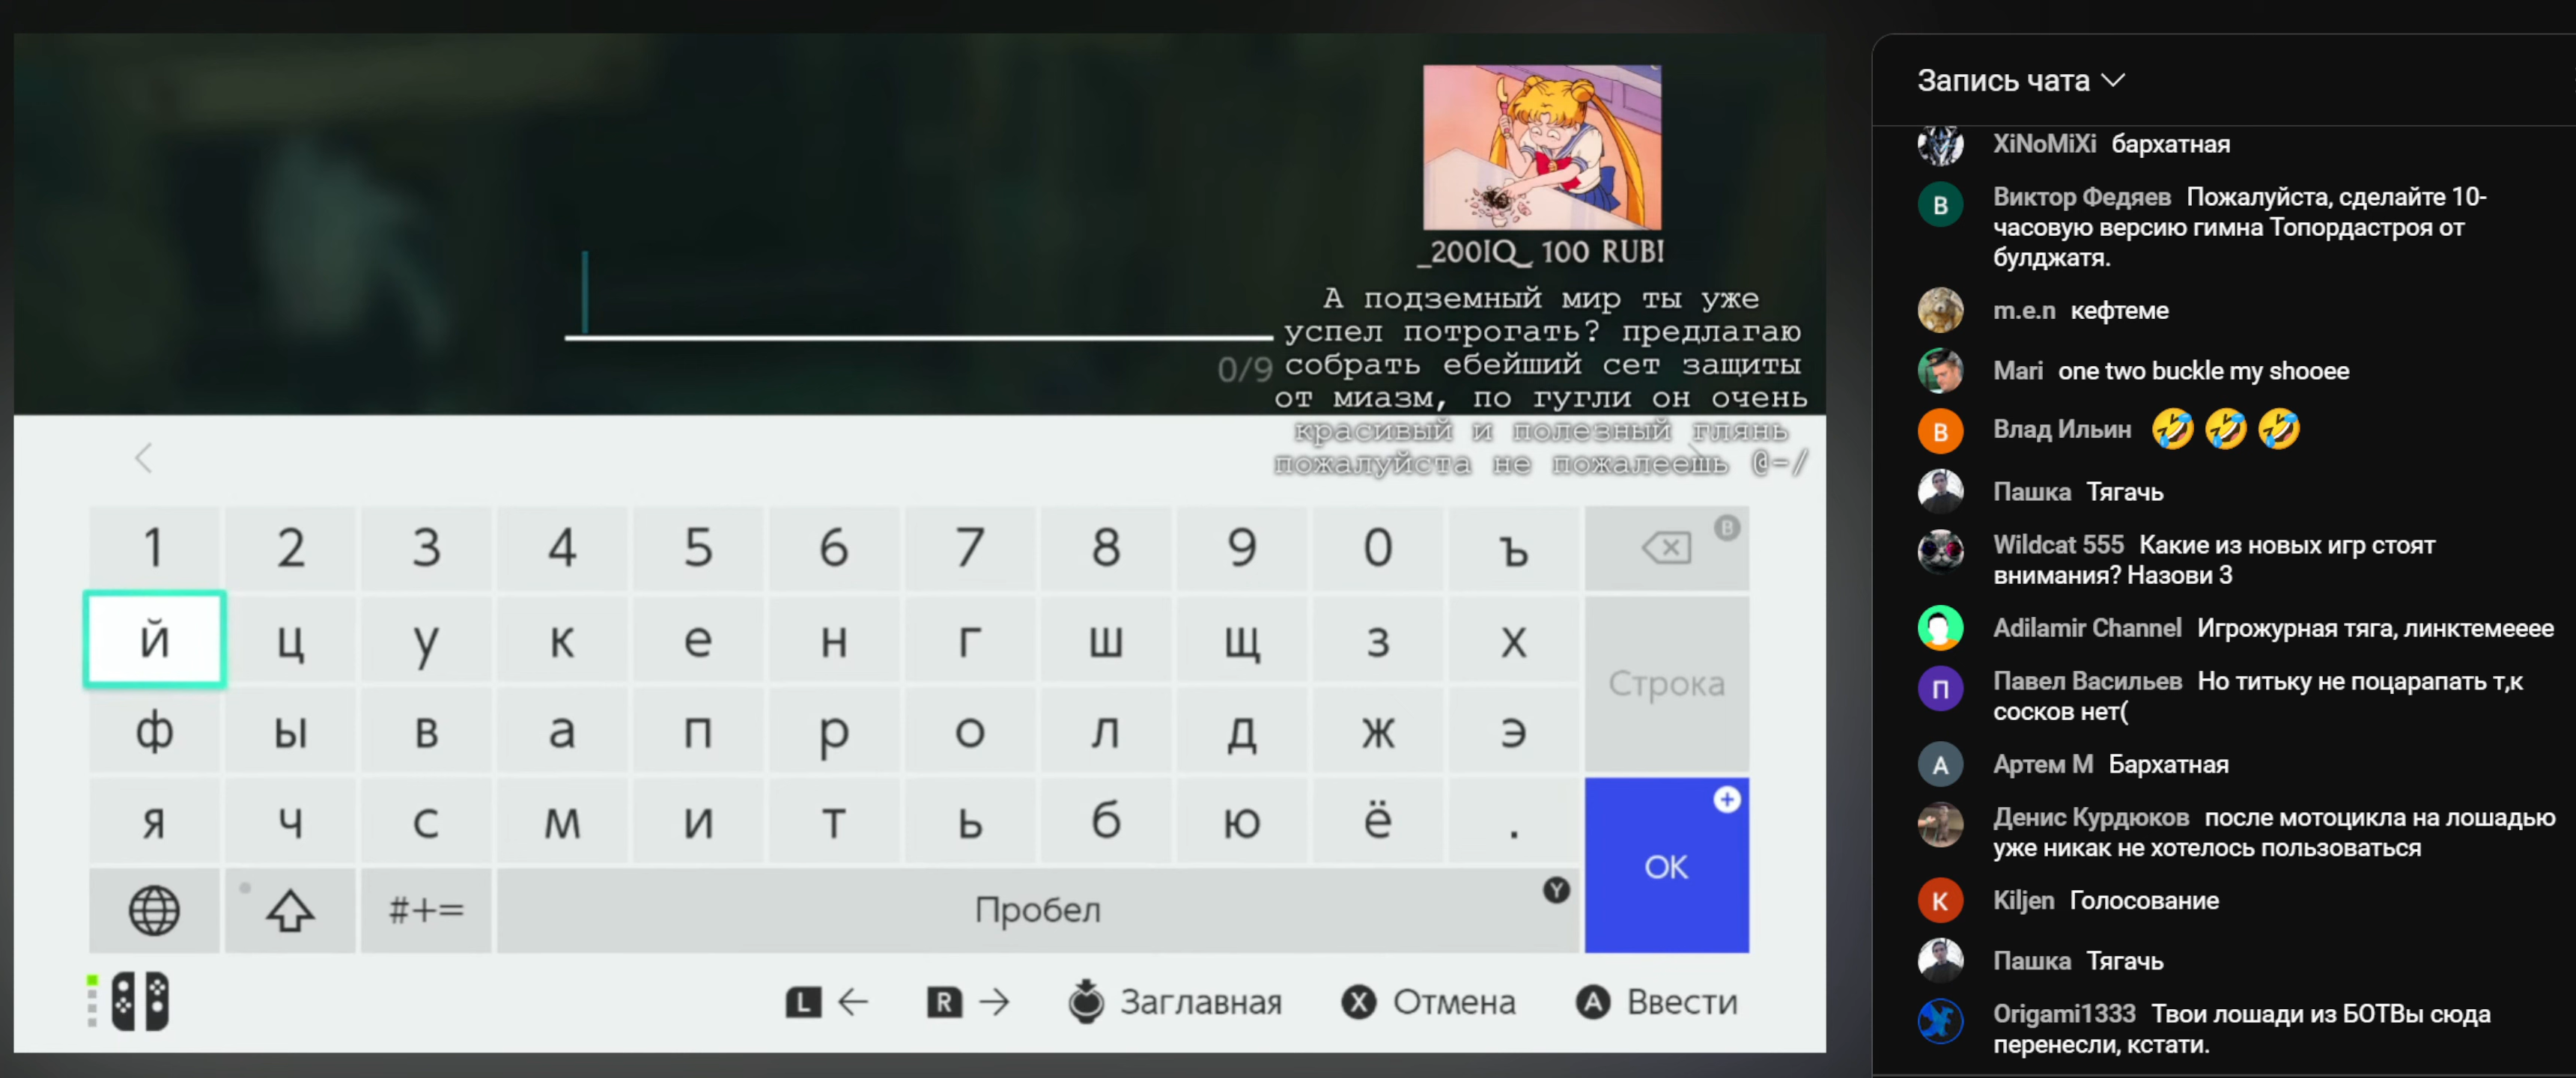 _200IQ_ 100 RUB!
А подземный мир ты уже
успел потрогать? предлагаю
собрать ебейший сет защиты
от миазм, по гугли он очень
красивый и полезный глянь
пожалуйста не пожалеешь @-/
0/9
1 2 3 4 5 6 7 8 9 0 ъ B
й ц у к е н г ш щ з х
Строка
ф ы в а п р о л д ж э
я ч с м и т ь б ю ё .
+
OK
#+= Пробел Y
L ← R → Заглавная X Отмена A Ввести
Запись чата
XiNoMiXi бархатная
В Виктор Федяев Пожалуйста, сделайте 10-
часовую версию гимна Топордастроя от
булджатя.
m.e.n кефтеме
Mari one two buckle my shooee
В Влад Ильин 🤣🤣🤣
Пашка Тягачь
Wildcat 555 Какие из новых игр стоят
внимания? Назови 3
Adilamir Channel Игрожурная тяга, линктемееее
П Павел Васильев Но титьку не поцарапать т,к
сосков нет(
А Артем М Бархатная
Денис Курдюков после мотоцикла на лошадью
уже никак не хотелось пользоваться
K Kiljen Голосование
Пашка Тягачь
Origami1333 Твои лошади из БОТВы сюда
перенесли, кстати.